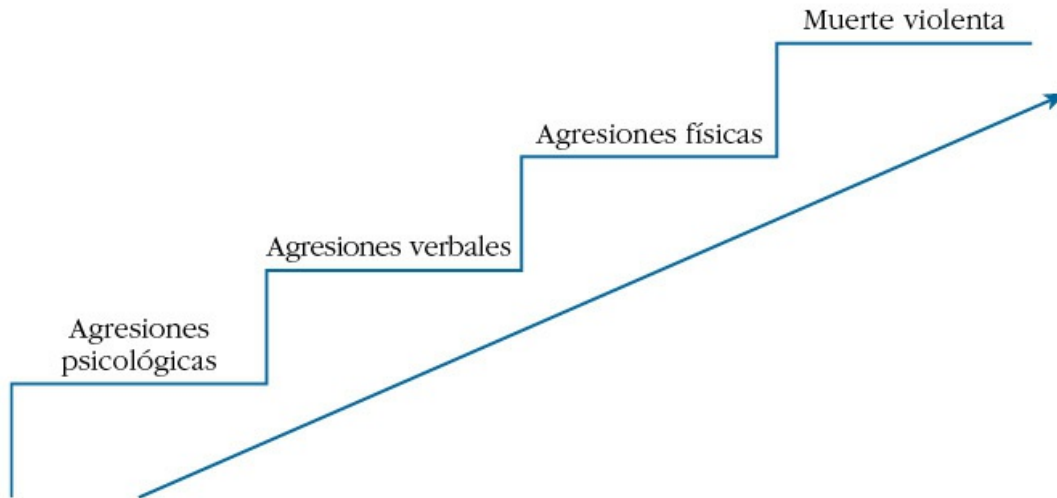 Muerte violenta
Agresiones físicas
Agresiones verbales
Agresiones
psicológicas